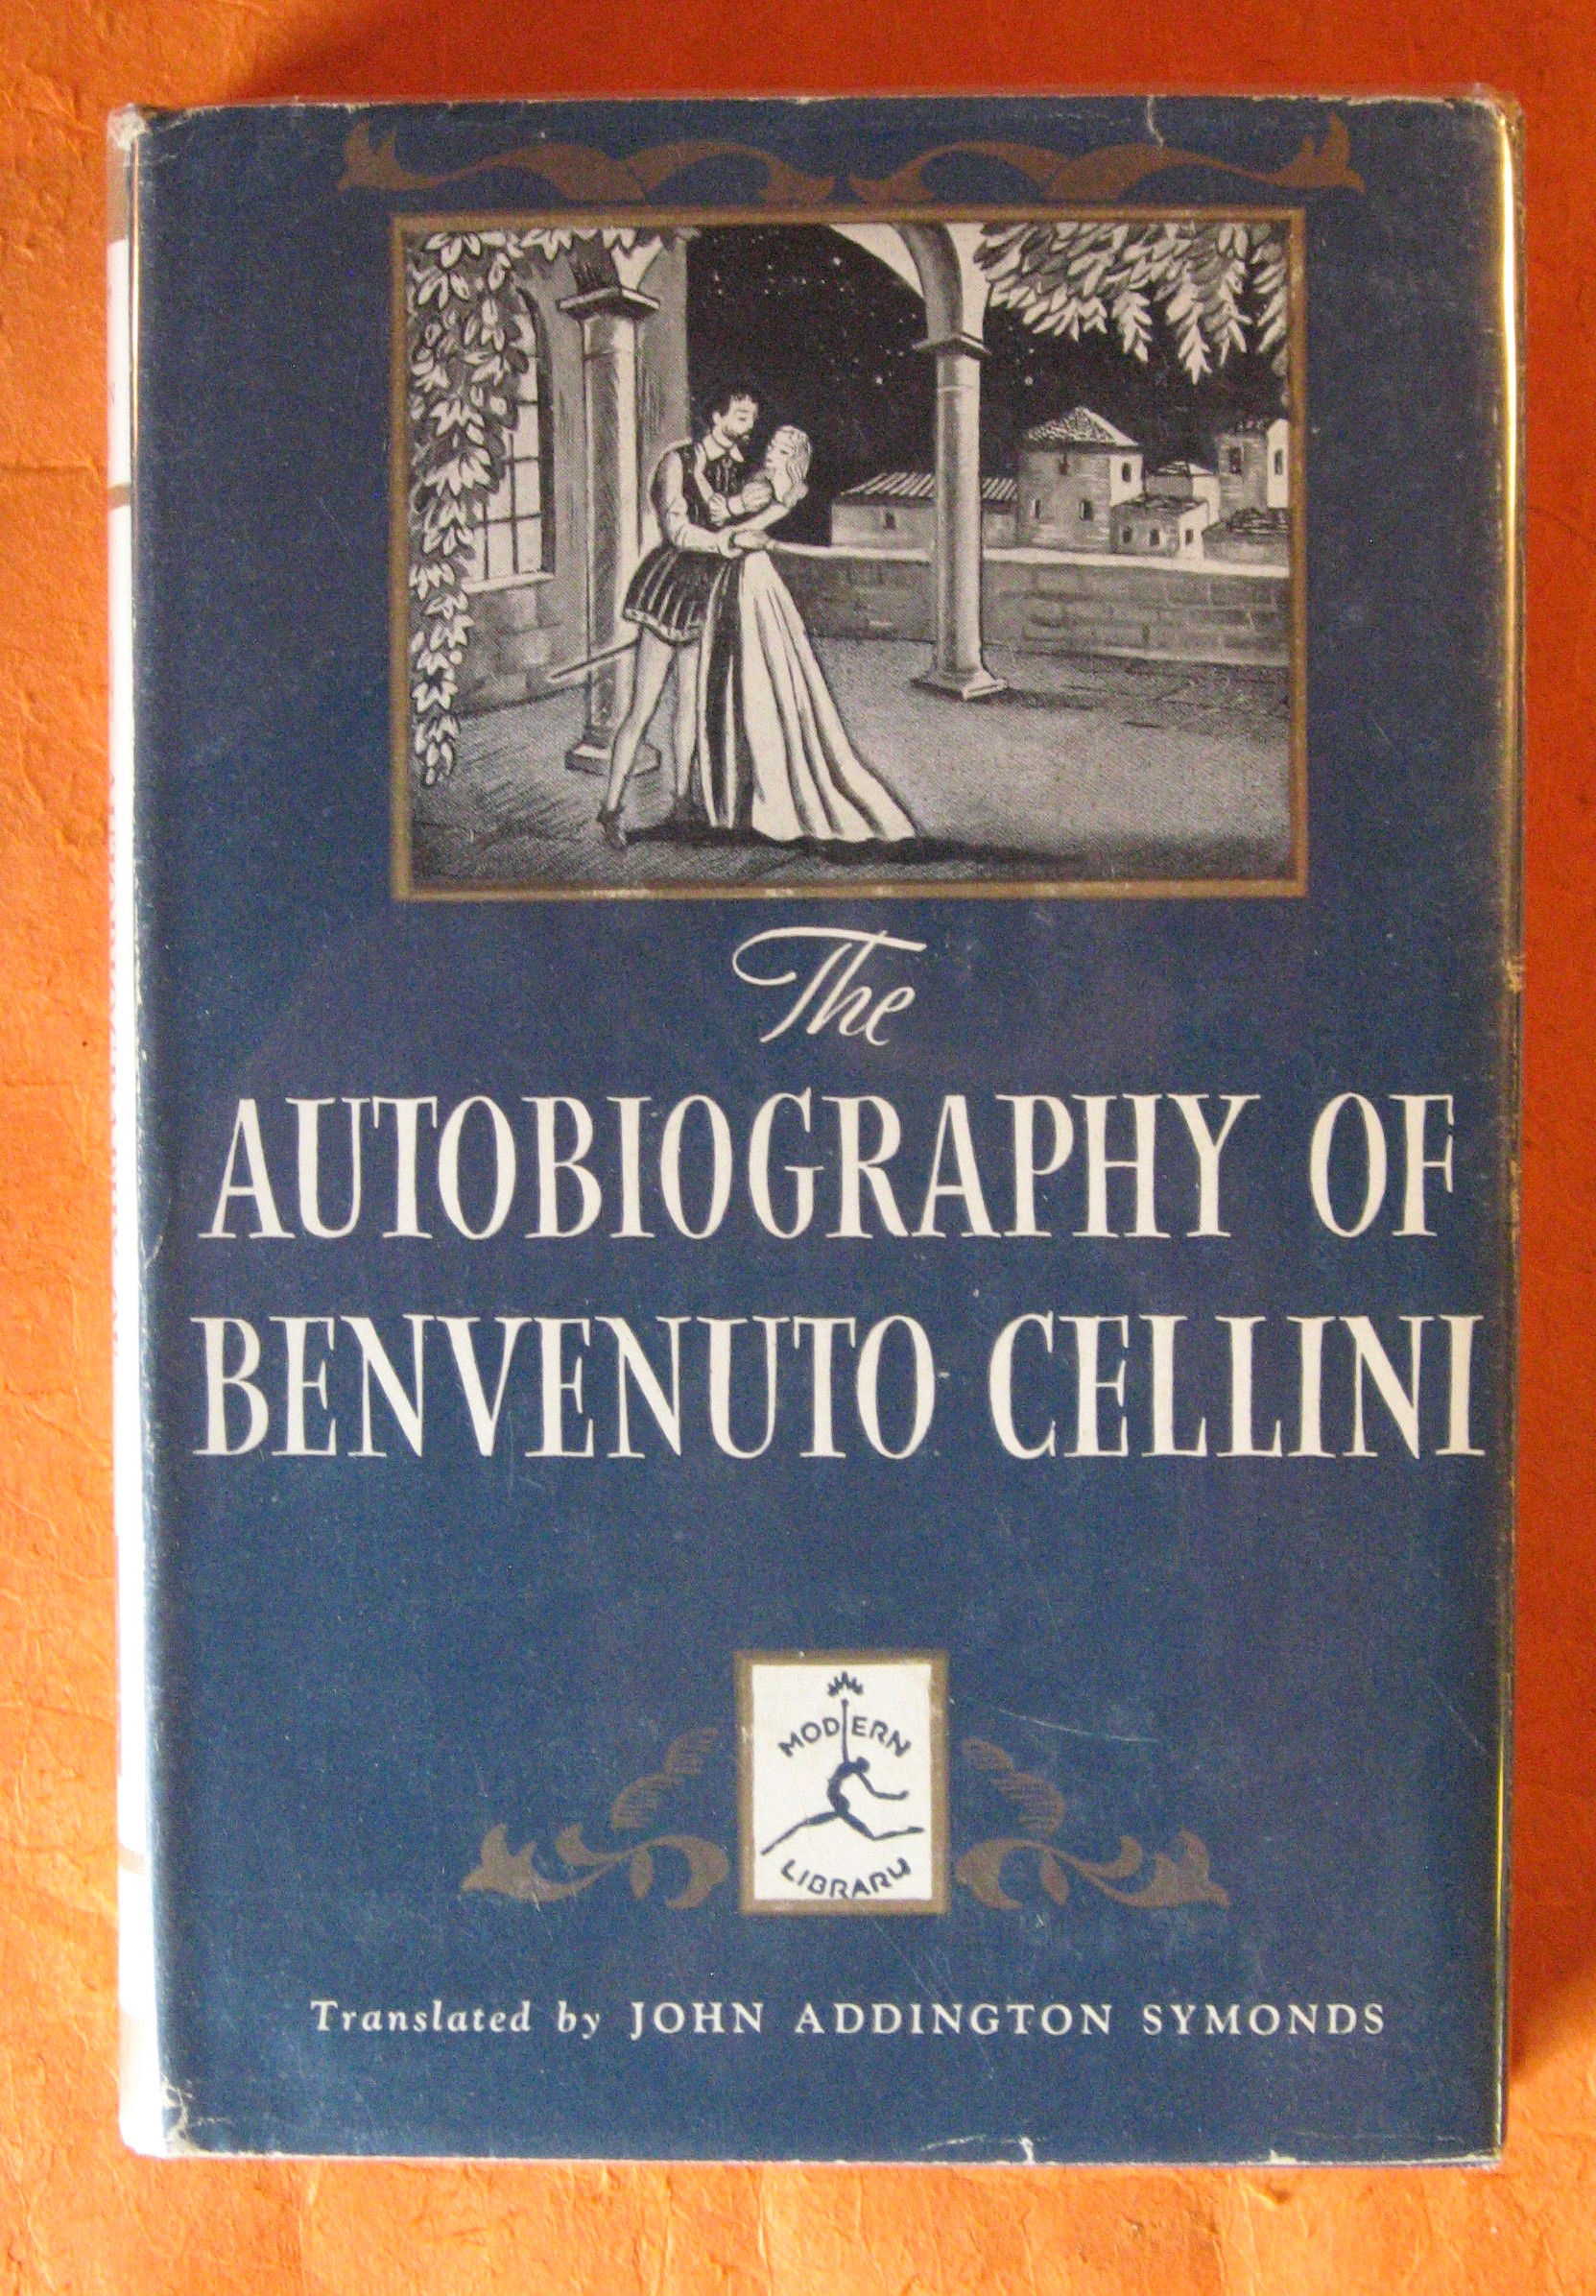 The
AUTOBIOGRAPHY OF
BENVENUTO CELLINI
MODERN
LIBRARY
Translated by JOHN ADDINGTON SYMONDS